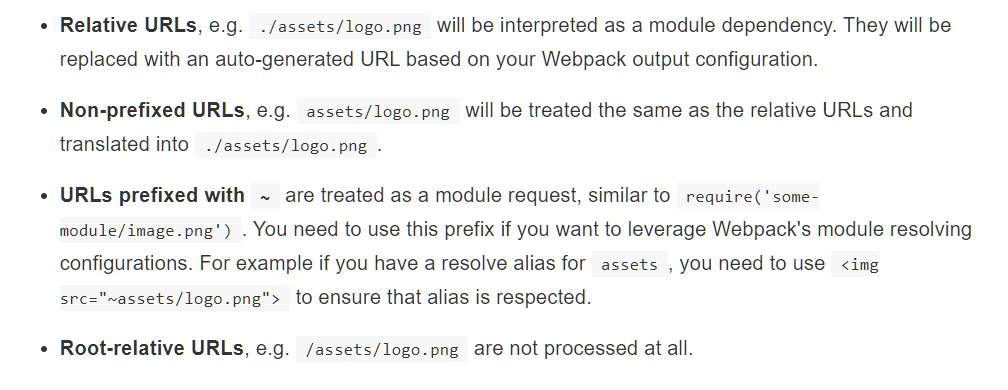 • Relative URLs, e.g. ./assets/logo.png will be interpreted as a module dependency. They will be
replaced with an auto-generated URL based on your Webpack output configuration.
• Non-prefixed URLs, e.g. assets/logo.png will be treated the same as the relative URLs and
translated into ./assets/logo.png .
• URLs prefixed with ~ are treated as a module request, similar to require('some-
module/image.png') . You need to use this prefix if you want to leverage Webpack's module resolving
configurations. For example if you have a resolve alias for assets , you need to use <img
src="~assets/logo.png"> to ensure that alias is respected.
• Root-relative URLs, e.g. /assets/logo.png are not processed at all.